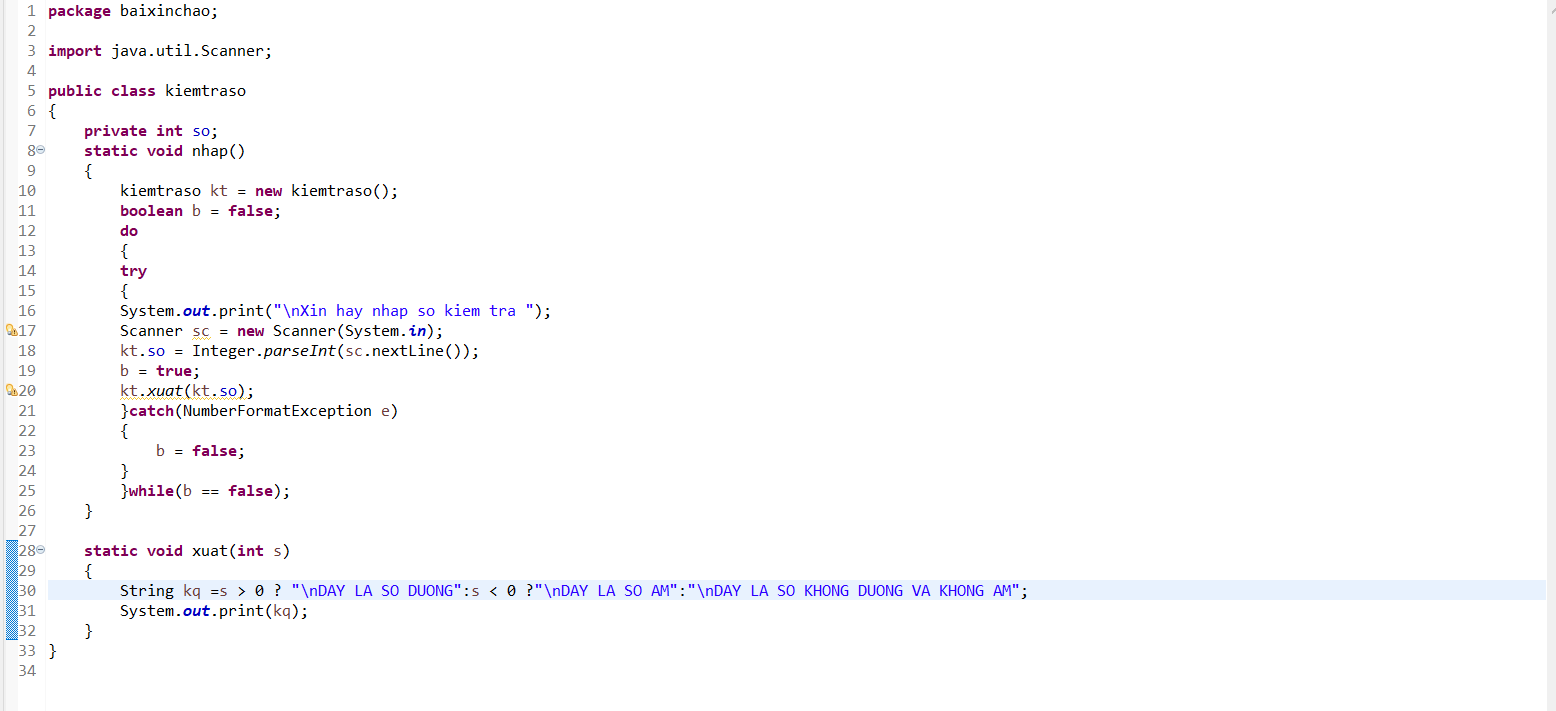 1 package baixinchao;
2
3 import java.util.Scanner;
4
5 public class kiemtraso
6 {
7     private int so;
8     static void nhap()
9     {
10         kiemtraso kt = new kiemtraso();
11         boolean b = false;
12         do
13         {
14         try
15         {
16         System.out.print("\nXin hay nhap so kiem tra ");
17         Scanner sc = new Scanner(System.in);
18         kt.so = Integer.parseInt(sc.nextLine());
19         b = true;
20         kt.xuat(kt.so);
21         }catch(NumberFormatException e)
22         {
23             b = false;
24         }
25         }while(b == false);
26     }
27
28     static void xuat(int s)
29     {
30         String kq =s > 0 ? "\nDAY LA SO DUONG":s < 0 ?"\nDAY LA SO AM":"\nDAY LA SO KHONG DUONG VA KHONG AM";
31         System.out.print(kq);
32     }
33 }
34